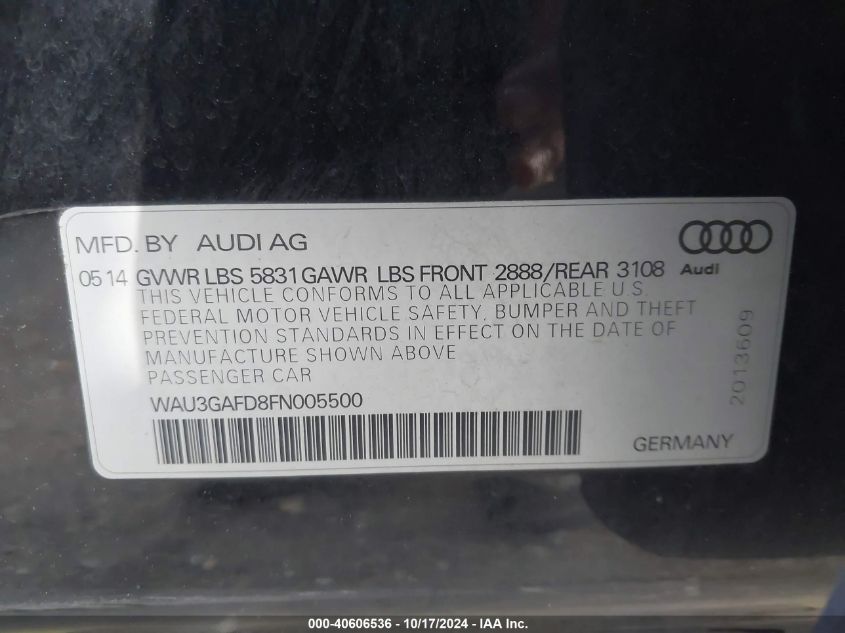 MFD. BY AUDI AG
05 14 GVWR LBS 5831 GAWR LBS FRONT 2888/REAR 3108
Audi
THIS VEHICLE CONFORMS TO ALL APPLICABLE U.S.
FEDERAL MOTOR VEHICLE SAFETY, BUMPER AND THEFT
PREVENTION STANDARDS IN EFFECT ON THE DATE OF
MANUFACTURE SHOWN ABOVE
PASSENGER CAR
WAU3GAFD8FN005500
2013609
GERMANY
000-40606536 - 10/17/2024 - IAA Inc.